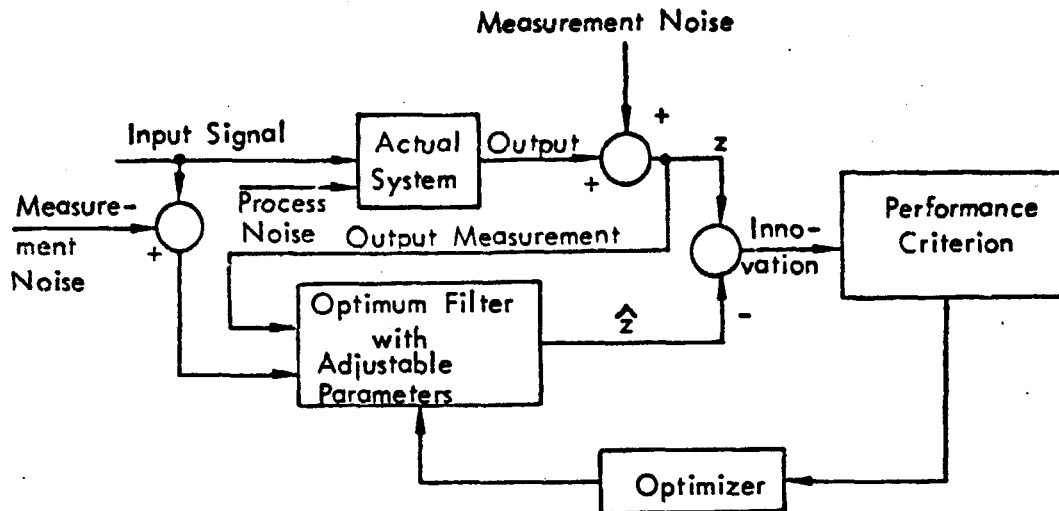 Measurement Noise
+
Input Signal
Actual
System
Output
+
z
Measure-
ment
Noise
+
Process
Noise
Output Measurement
Inno-
vation
Performance
Criterion
Optimum Filter
with
Adjustable
Parameters
ẑ
-
Optimizer